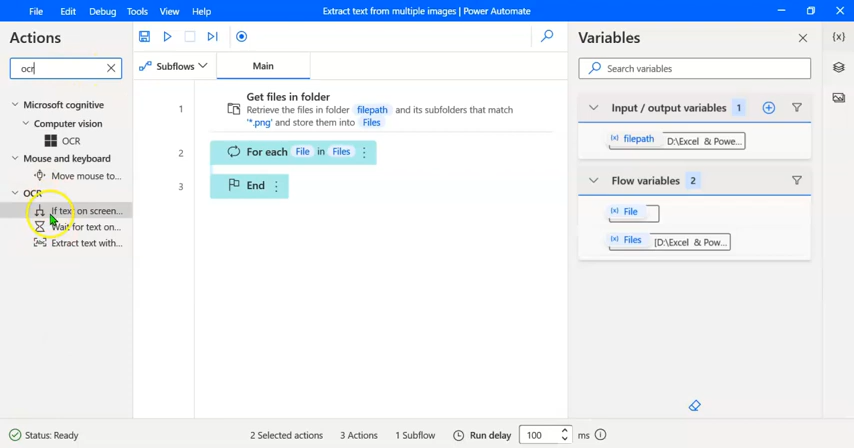 File Edit Debug Tools View Help Extract text from multiple images | Power Automate
Actions
ocr
Microsoft cognitive
Computer vision
OCR
Mouse and keyboard
Move mouse to...
OCR
If text on screen...
Wait for text on...
Extract text with...
Subflows Main
1 Get files in folder
Retrieve the files in folder filepath and its subfolders that match
'*.png' and store them into Files
2 For each File in Files
3 End
Variables {x}
Search variables
Input / output variables 1
{x} filepath D:\Excel & Powe...
Flow variables 2
{x} File
{x} Files [D:\Excel & Pow...
Status: Ready 2 Selected actions 3 Actions 1 Subflow Run delay 100 ms